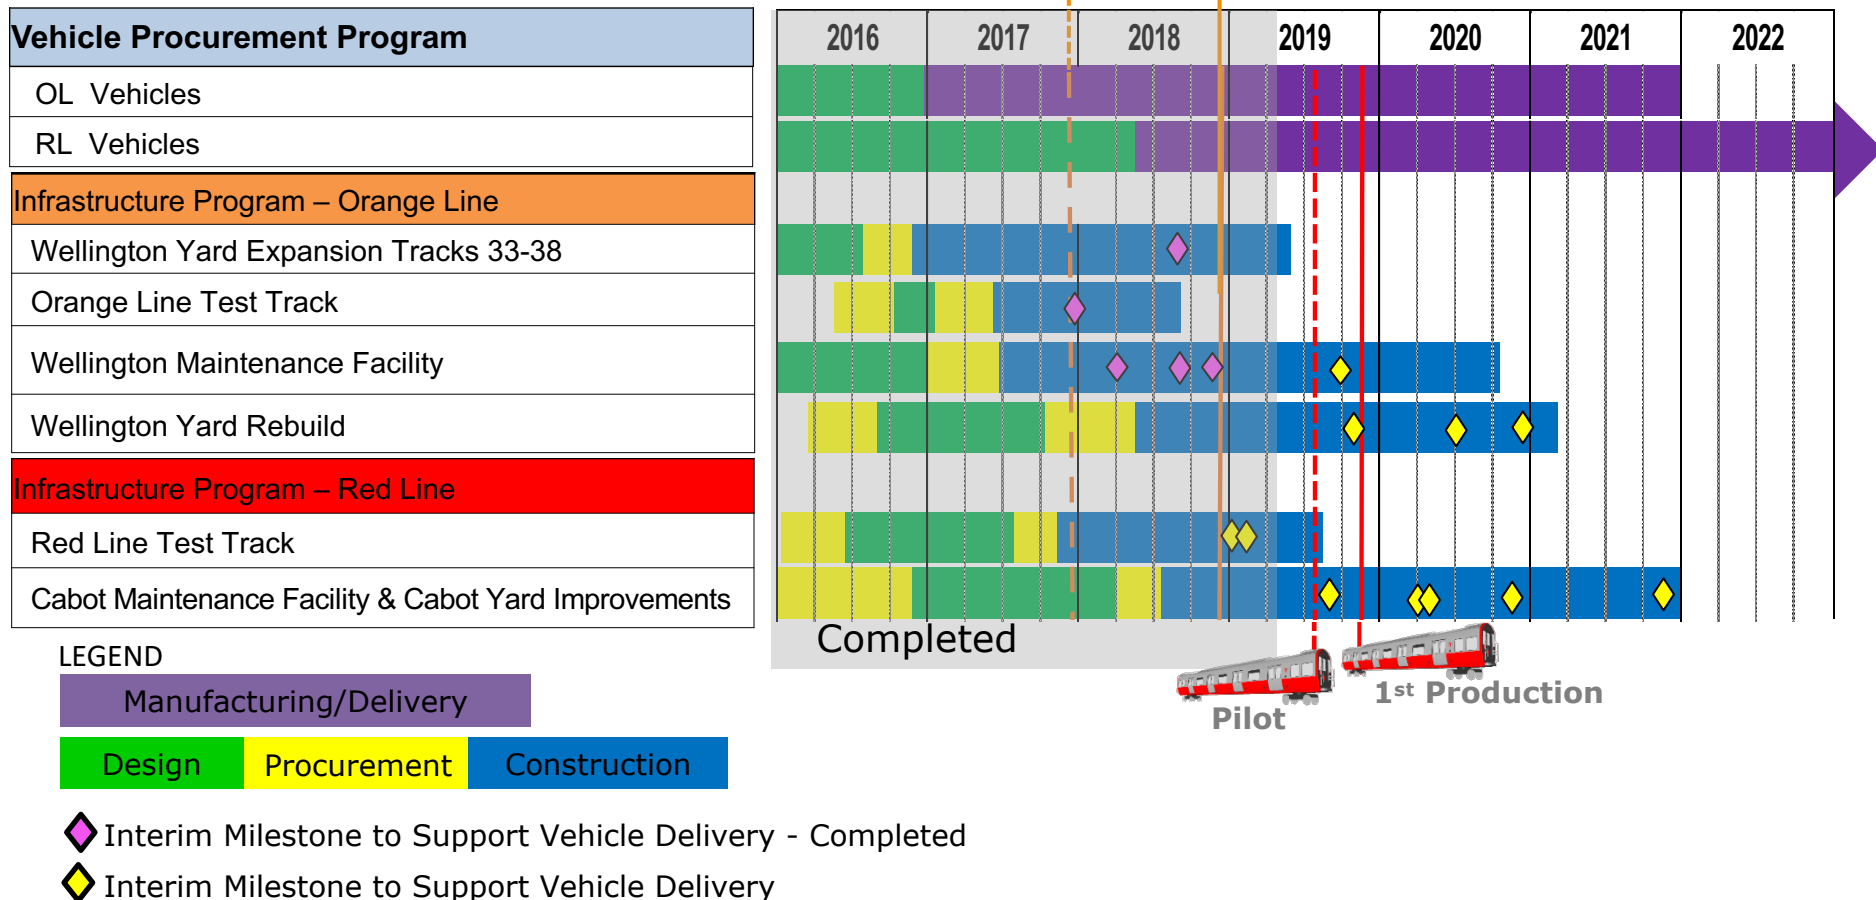 Vehicle Procurement Program
2016 2017 2018 2019 2020 2021 2022
OL Vehicles
RL Vehicles
Infrastructure Program – Orange Line
Wellington Yard Expansion Tracks 33-38
Orange Line Test Track
Wellington Maintenance Facility
Wellington Yard Rebuild
Infrastructure Program – Red Line
Red Line Test Track
Cabot Maintenance Facility & Cabot Yard Improvements
Completed
Pilot
1st Production
LEGEND
Manufacturing/Delivery
Design Procurement Construction
Interim Milestone to Support Vehicle Delivery - Completed
Interim Milestone to Support Vehicle Delivery